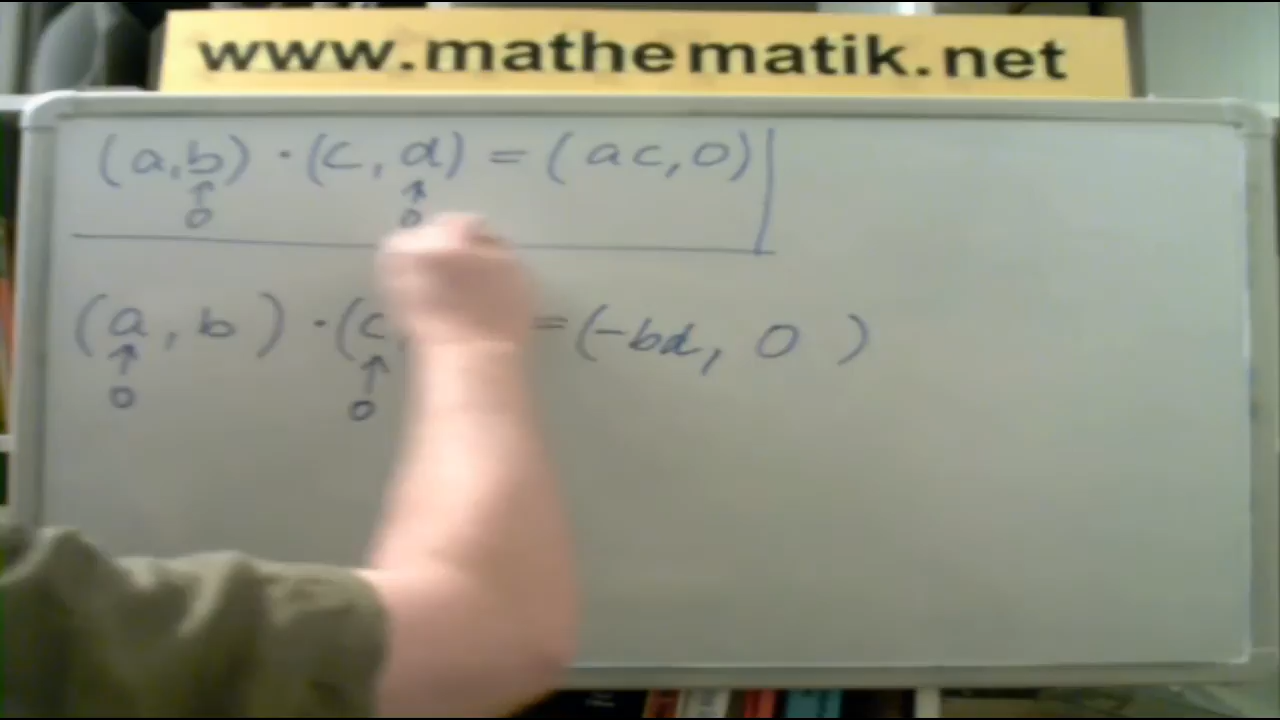 www.mathematik.net
(a,b) · (c,d) = (ac,0)
↑ ↑
0 0
(a,b) · (c, = (-bd, 0)
↑ ↑
0 0